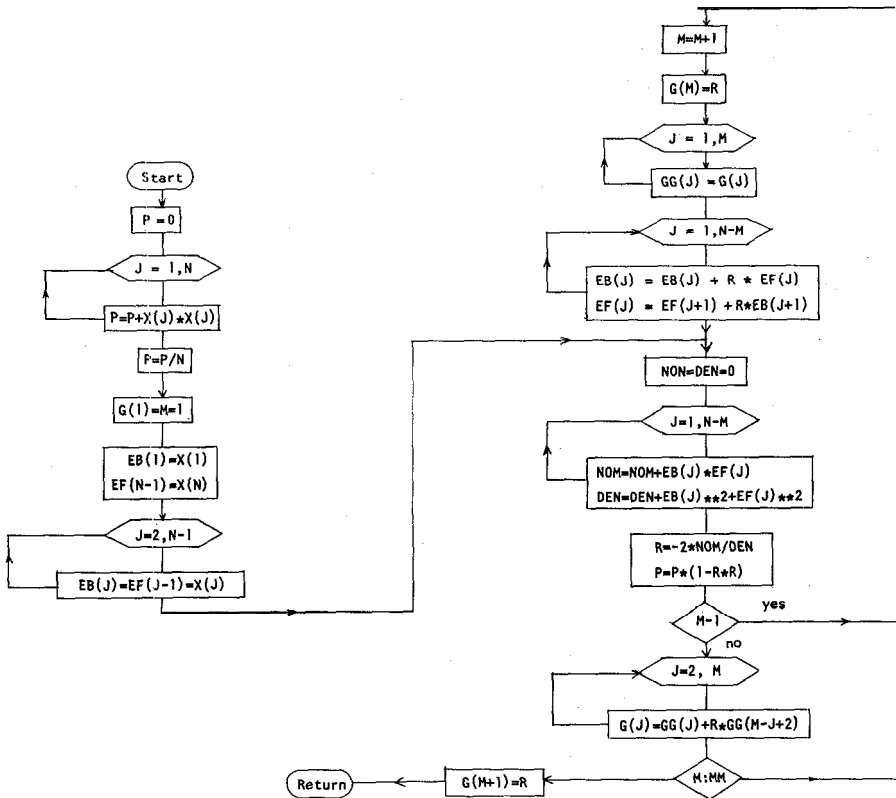 Start
P = 0
J = 1,N
P=P+X(J)*X(J)
P=P/N
G(1)=M=1
EB(1)=X(1)
EF(N-1)=X(N)
J=2,N-1
EB(J)=EF(J-1)=X(J)
M=M+1
G(M)=R
J = 1,M
GG(J) = G(J)
J = 1,N-M
EB(J) = EB(J) + R * EF(J)
EF(J) = EF(J+1) +R*EB(J+1)
NON=DEN=0
J=1,N-M
NOM=NOM+EB(J)*EF(J)
DEN=DEN+EB(J)**2+EF(J)**2
R=-2*NOM/DEN
P=P*(1-R*R)
M-1
yes
no
J=2, M
G(J)=GG(J)+R*GG(M-J+2)
M:MM
G(M+1)=R
Return